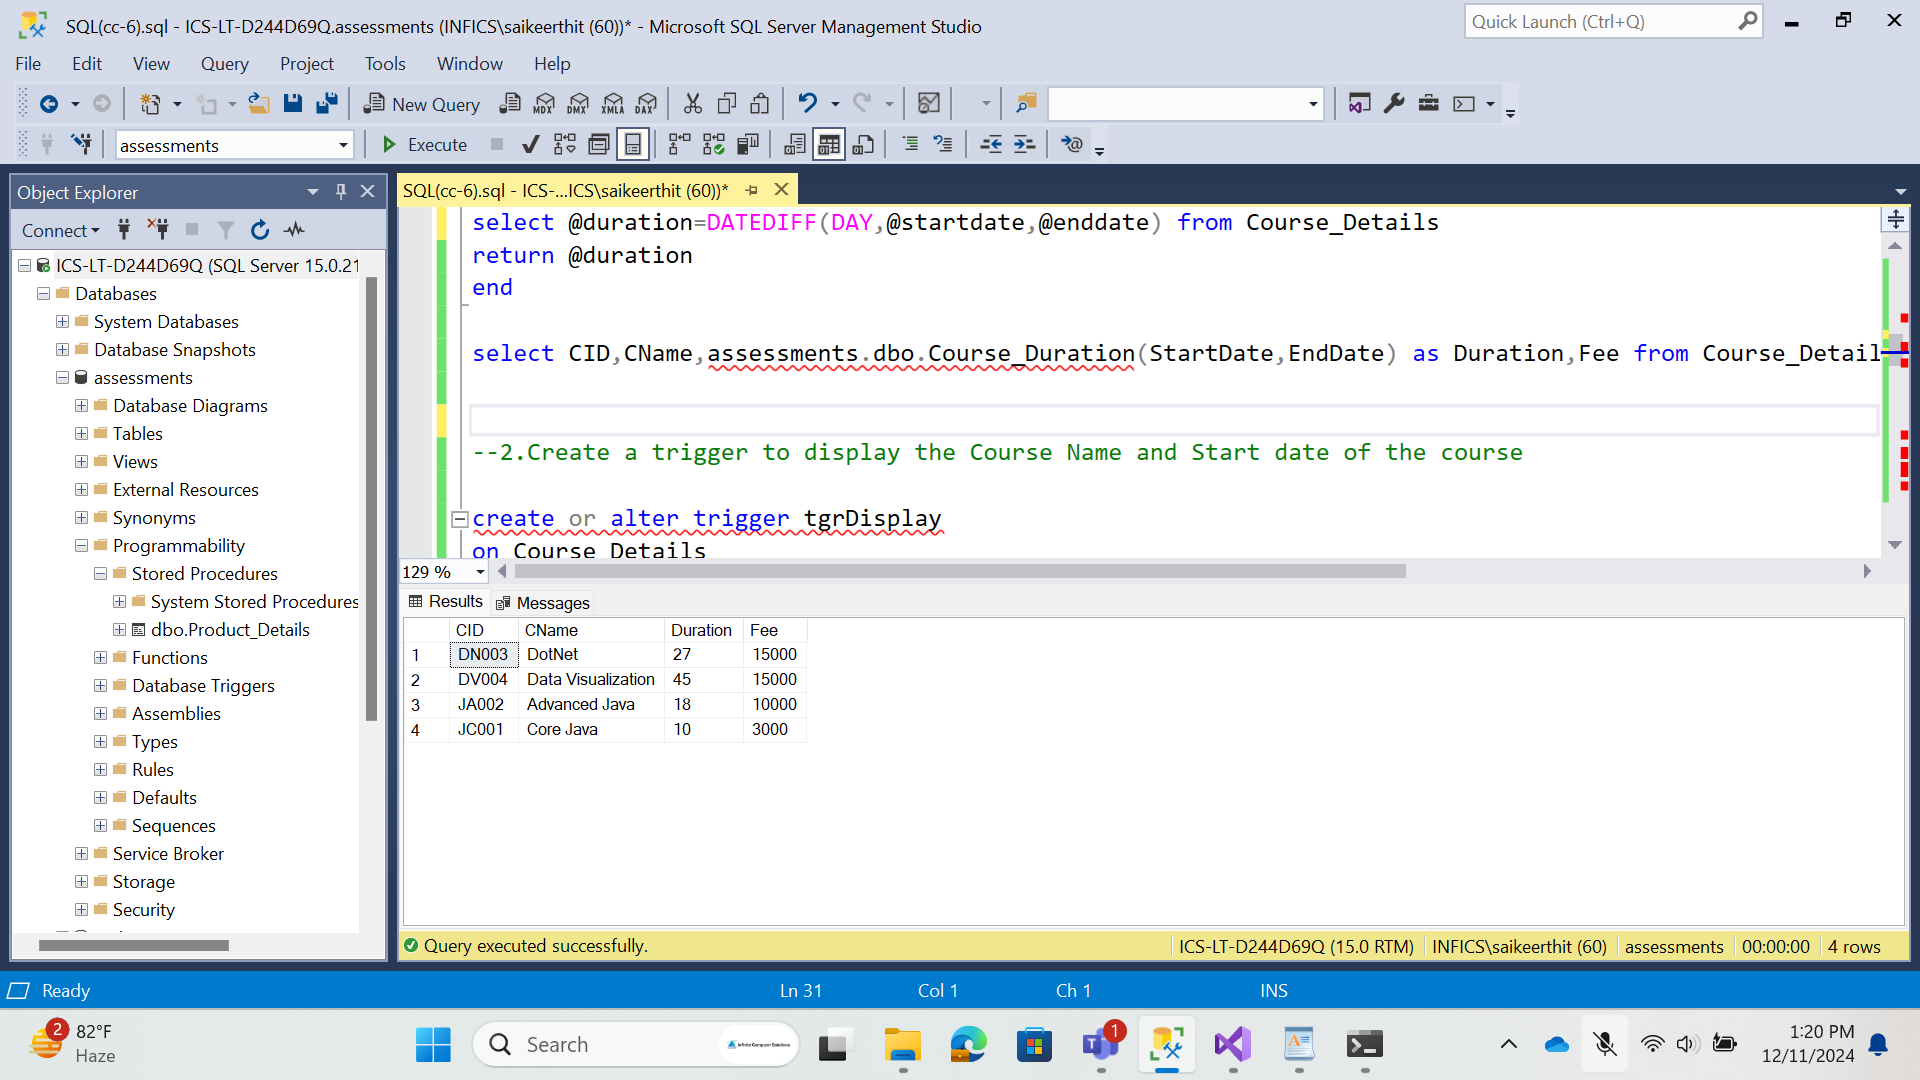 SQL(cc-6).sql - ICS-LT-D244D69Q.assessments (INFICS\saikeerthit (60))* - Microsoft SQL Server Management Studio
Quick Launch (Ctrl+Q)
File Edit View Query Project Tools Window Help
New Query MDX DMX XMLA DAX
assessments Execute
Object Explorer
Connect
ICS-LT-D244D69Q (SQL Server 15.0.21
Databases
System Databases
Database Snapshots
assessments
Database Diagrams
Tables
Views
External Resources
Synonyms
Programmability
Stored Procedures
System Stored Procedures
dbo.Product_Details
Functions
Database Triggers
Assemblies
Types
Rules
Defaults
Sequences
Service Broker
Storage
Security
SQL(cc-6).sql - ICS-...ICS\saikeerthit (60))*
select @duration=DATEDIFF(DAY,@startdate,@enddate) from Course_Details
return @duration
end
select CID,CName,assessments.dbo.Course_Duration(StartDate,EndDate) as Duration,Fee from Course_Detail
--2.Create a trigger to display the Course Name and Start date of the course
create or alter trigger tgrDisplay
on Course_Details
129 %
Results Messages
CID CName Duration Fee
1 DN003 DotNet 27 15000
2 DV004 Data Visualization 45 15000
3 JA002 Advanced Java 18 10000
4 JC001 Core Java 10 3000
Query executed successfully. ICS-LT-D244D69Q (15.0 RTM) INFICS\saikeerthit (60) assessments 00:00:00 4 rows
Ready Ln 31 Col 1 Ch 1 INS
2
82°F
Haze
Search
Infinite Computer Solutions
1
1:20 PM
12/11/2024